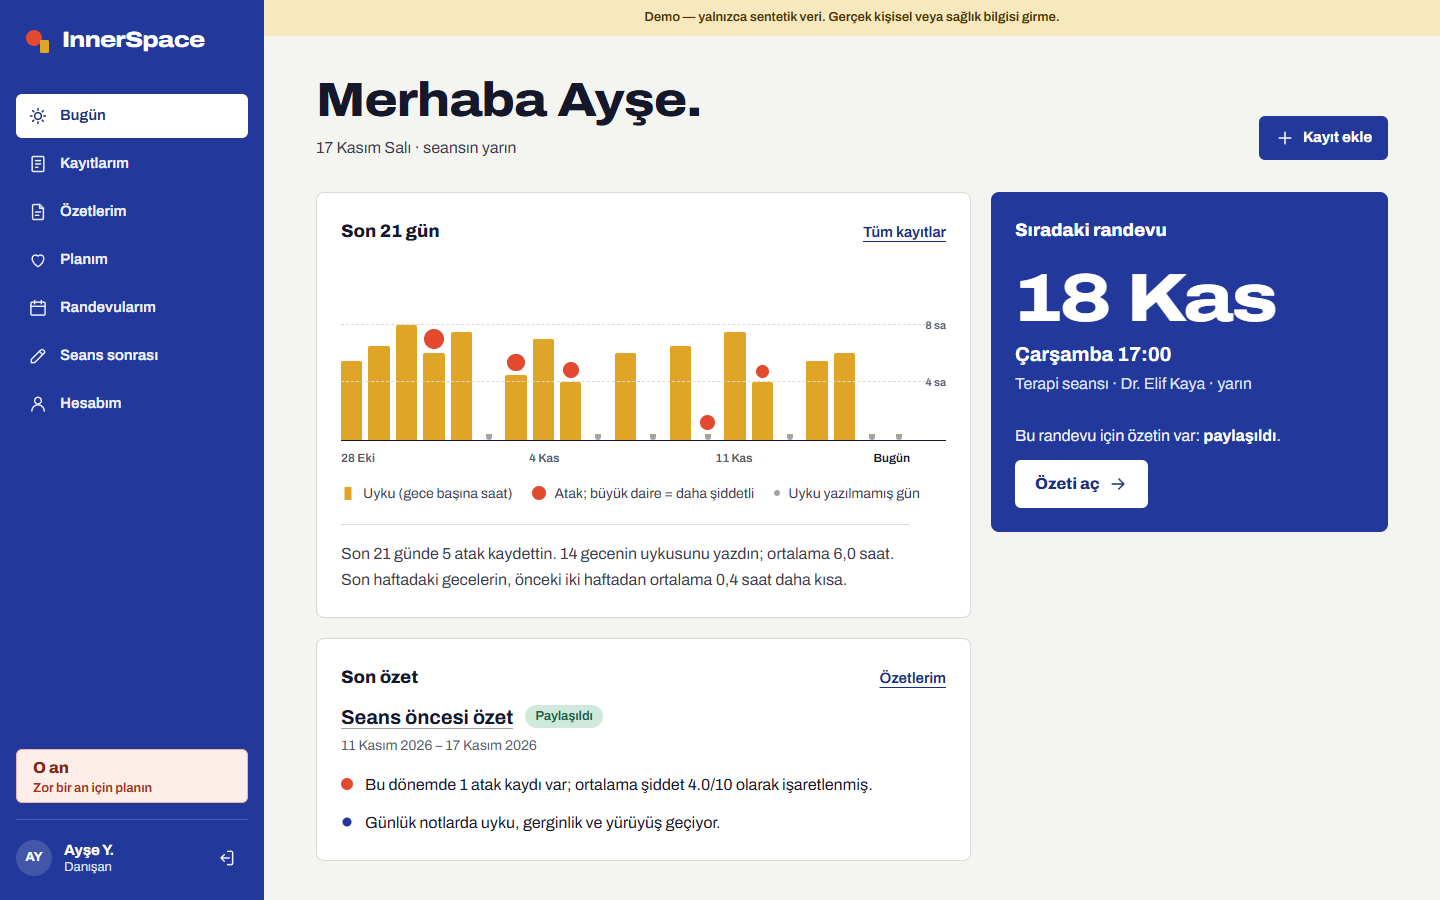 InnerSpace
Bugün
Kayıtlarım
Özetlerim
Planım
Randevularım
Seans sonrası
Hesabım
O an
Zor bir an için planın
AY
Ayşe Y.
Danışan
Demo — yalnızca sentetik veri. Gerçek kişisel veya sağlık bilgisi girme.
Merhaba Ayşe.
17 Kasım Salı · seansın yarın
Kayıt ekle
Son 21 gün
Tüm kayıtlar
8 sa
4 sa
28 Eki
4 Kas
11 Kas
Bugün
Uyku (gece başına saat)
Atak; büyük daire = daha şiddetli
Uyku yazılmamış gün
Son 21 günde 5 atak kaydettin. 14 gecenin uykusunu yazdın; ortalama 6,0 saat.
Son haftadaki gecelerin, önceki iki haftadan ortalama 0,4 saat daha kısa.
Sıradaki randevu
18 Kas
Çarşamba 17:00
Terapi seansı · Dr. Elif Kaya · yarın
Bu randevu için özetin var: paylaşıldı.
Özeti aç
Son özet
Özetlerim
Seans öncesi özet
Paylaşıldı
11 Kasım 2026 – 17 Kasım 2026
Bu dönemde 1 atak kaydı var; ortalama şiddet 4.0/10 olarak işaretlenmiş.
Günlük notlarda uyku, gerginlik ve yürüyüş geçiyor.